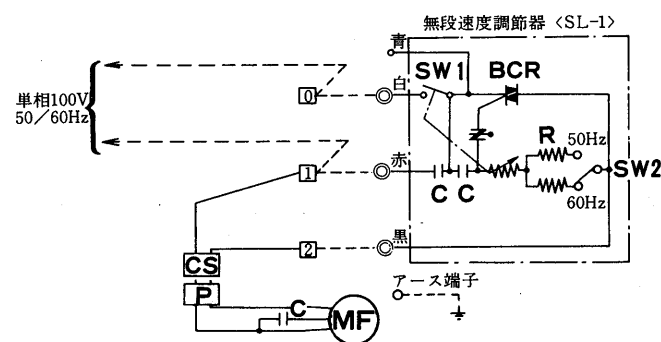 無段速度調節器〈SL-1〉
青
SW1
BCR
白
0
単相100V
50/60Hz
R
50Hz
赤
1
SW2
C
C
60Hz
黒
2
CS
アース端子
P
C
MF